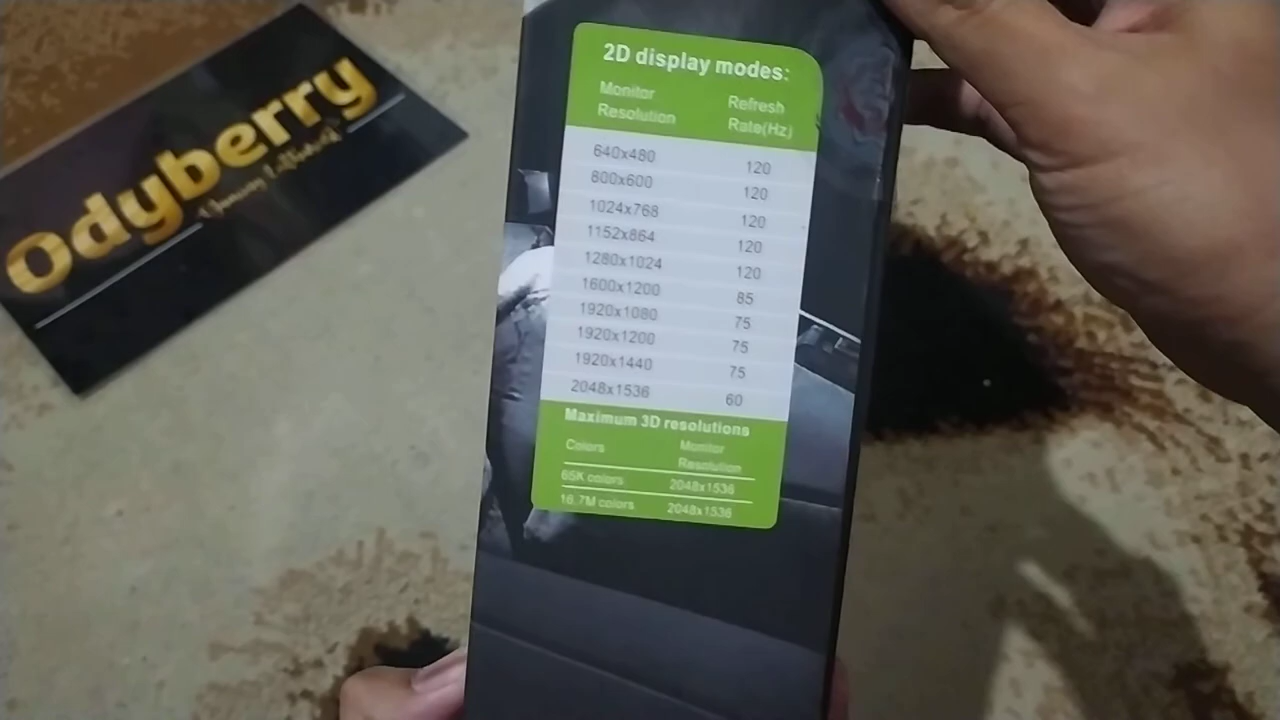 Odyberry
2D display modes:
Monitor Resolution Refresh Rate(Hz)
640x480 120
800x600 120
1024x768 120
1152x864 120
1280x1024 120
1600x1200 85
1920x1080 75
1920x1200 75
1920x1440 75
2048x1536 60
Maximum 3D resolutions
Colors Monitor Resolution
65K colors 2048x1536
16.7M colors 2048x1536